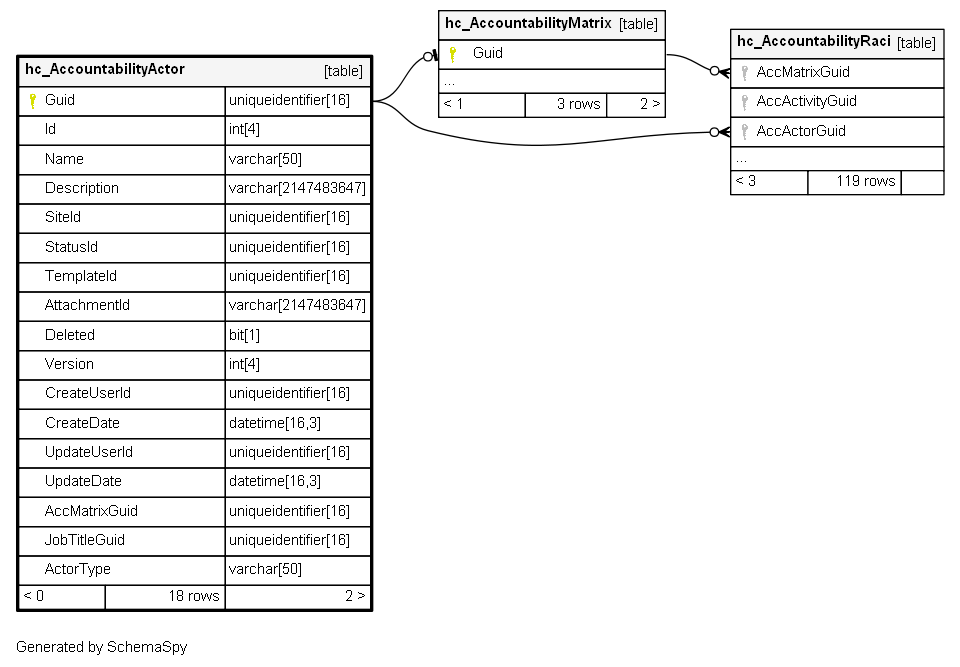 hc_AccountabilityActor [table]
Guid uniqueidentifier[16]
Id int[4]
Name varchar[50]
Description varchar[2147483647]
SiteId uniqueidentifier[16]
StatusId uniqueidentifier[16]
TemplateId uniqueidentifier[16]
AttachmentId varchar[2147483647]
Deleted bit[1]
Version int[4]
CreateUserId uniqueidentifier[16]
CreateDate datetime[16,3]
UpdateUserId uniqueidentifier[16]
UpdateDate datetime[16,3]
AccMatrixGuid uniqueidentifier[16]
JobTitleGuid uniqueidentifier[16]
ActorType varchar[50]
< 0 18 rows 2 >
hc_AccountabilityMatrix [table]
Guid
...
< 1 3 rows 2 >
hc_AccountabilityRaci [table]
AccMatrixGuid
AccActivityGuid
AccActorGuid
...
< 3 119 rows
Generated by SchemaSpy